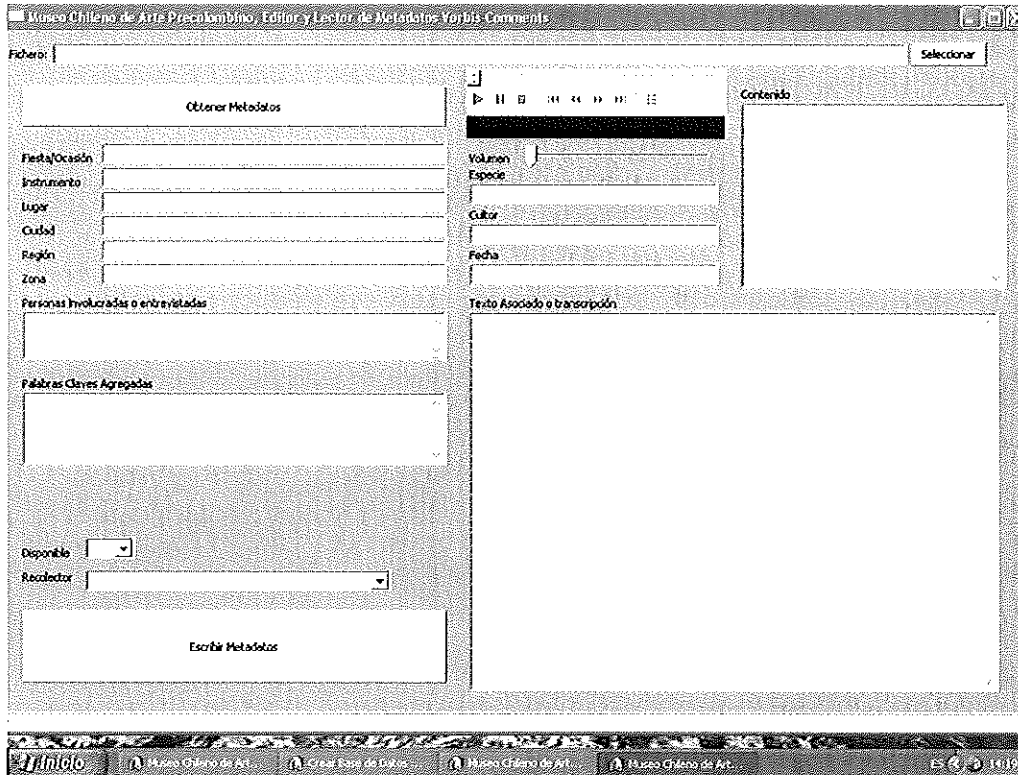 Museo Chileno de Arte Precolombino, Editor y Lector de Metadatos Vorbis Comments
Fichero: Seleccionar
Obtener Metadatos
Contenido
Fiesta/Ocasión
Instrumento
Lugar
Ciudad
Región
Zona
Volumen
Especie
Cultor
Fecha
Personas Involucradas o entrevistadas
Texto Asociado o transcripción
Palabras Claves Agregadas
Disponible
Recolector
Escribir Metadatos
Inicio Museo Chileno de Art... Crear Base de Datos ... Museo Chileno de Art... Museo Chileno de Art... ES 14:19